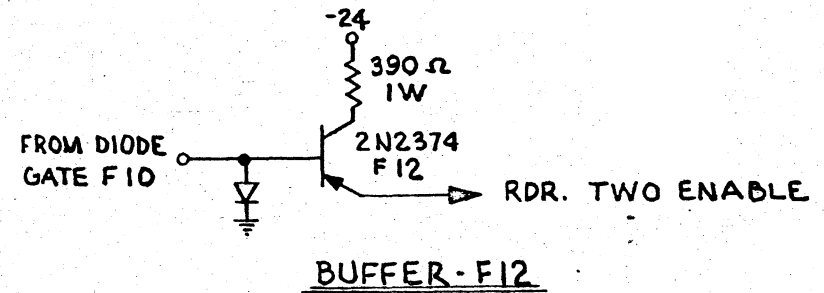 -24
390 Ω
1W
FROM DIODE
GATE F10
2N2374
F12
RDR. TWO ENABLE
BUFFER-F12